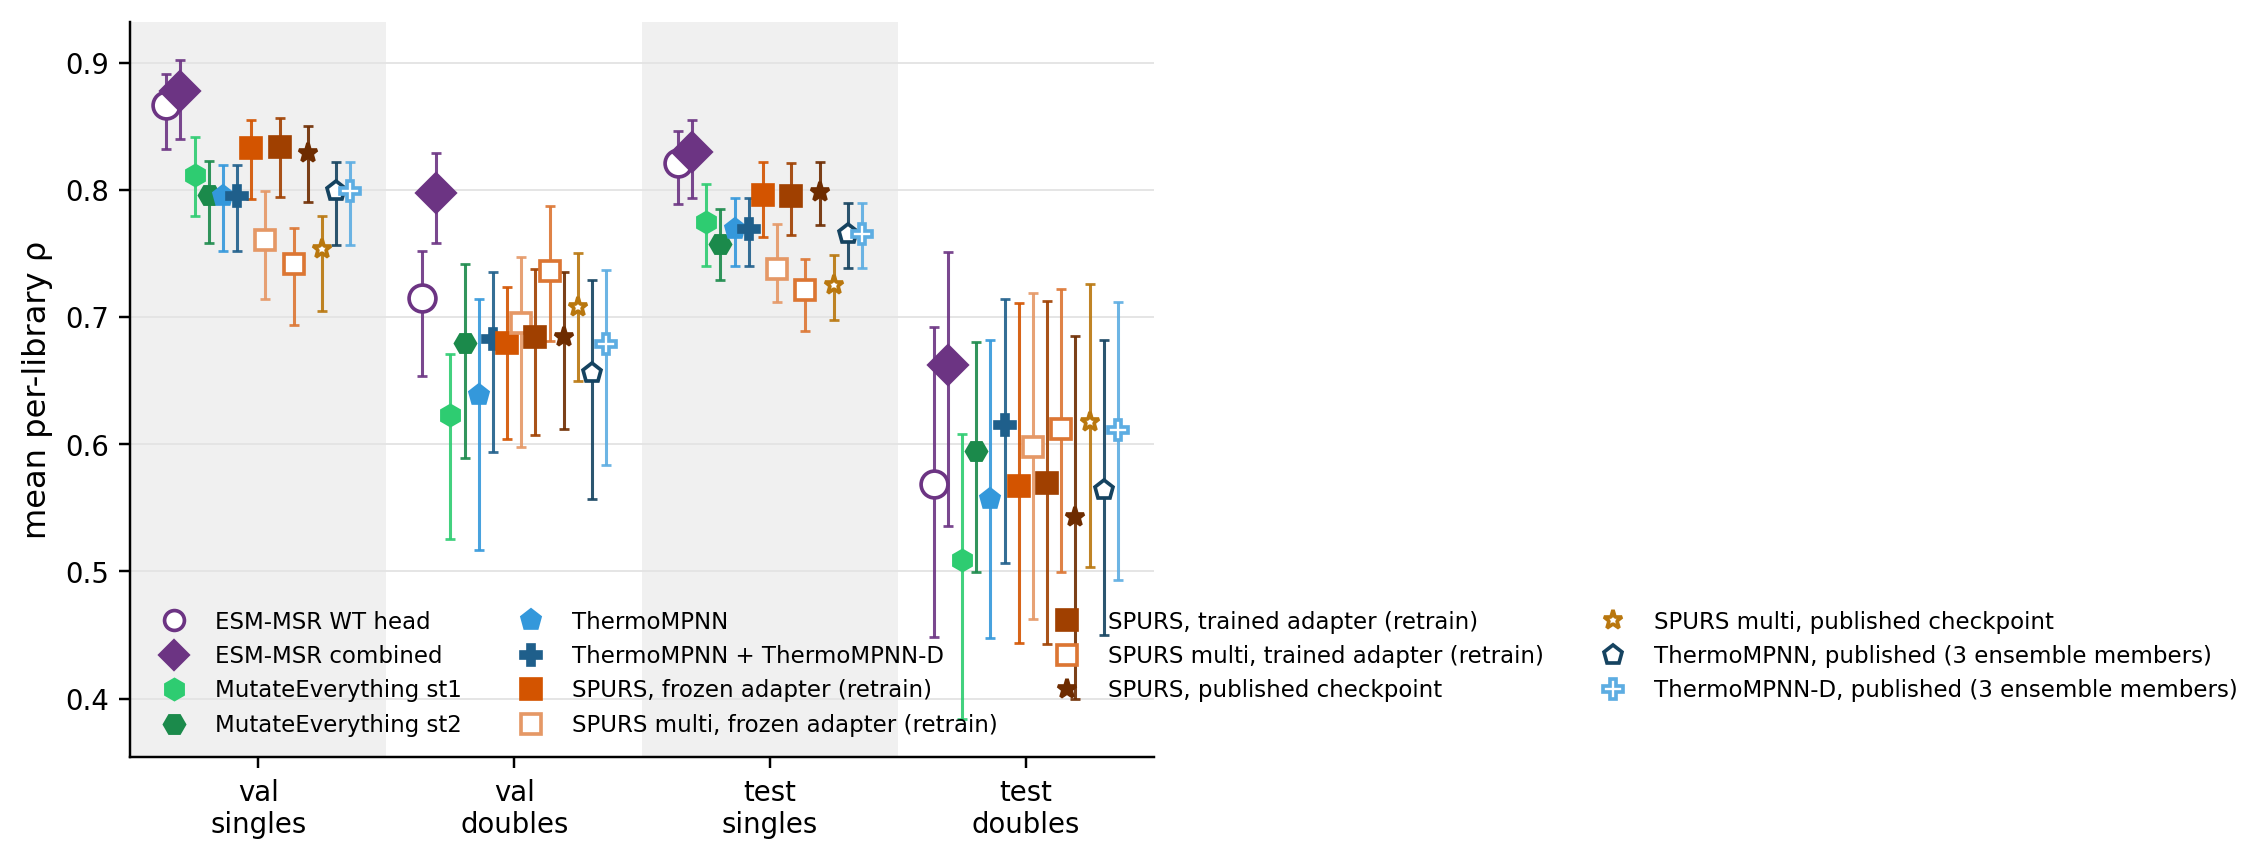 0.9
0.8
0.7
0.6
0.5
0.4
mean per-library ρ
ESM-MSR WT head
ESM-MSR combined
MutateEverything st1
MutateEverything st2
ThermoMPNN
ThermoMPNN + ThermoMPNN-D
SPURS, frozen adapter (retrain)
SPURS multi, frozen adapter (retrain)
SPURS, trained adapter (retrain)
SPURS multi, trained adapter (retrain)
SPURS, published checkpoint
SPURS multi, published checkpoint
ThermoMPNN, published (3 ensemble members)
ThermoMPNN-D, published (3 ensemble members)
val
singles
val
doubles
test
singles
test
doubles